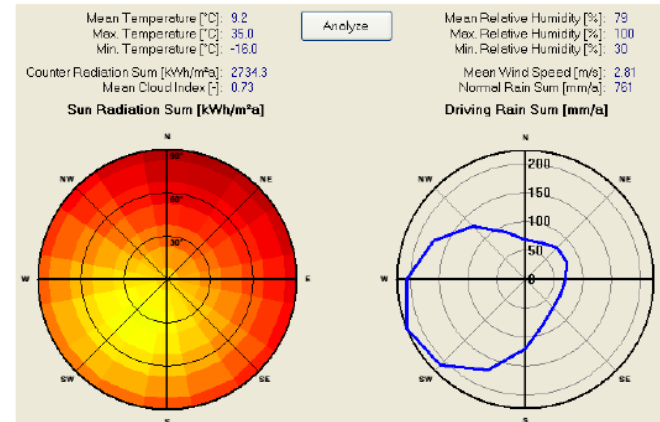 Mean Temperature [°C]: 9.2
Max. Temperature [°C]: 35.0
Min. Temperature [°C]: -16.0
Counter Radiation Sum [kWh/m²a]: 2734.3
Mean Cloud Index [-]: 0.73
Analyze
Mean Relative Humidity [%]: 79
Max. Relative Humidity [%]: 100
Min. Relative Humidity [%]: 30
Mean Wind Speed [m/s]: 2.81
Normal Rain Sum [mm/a]: 761
Sun Radiation Sum [kWh/m²a]
N
NW
NE
90°
60°
30°
W
E
SW
SE
S
Driving Rain Sum [mm/a]
N
NW
NE
200
150
100
50
0
W
E
SW
SE
S